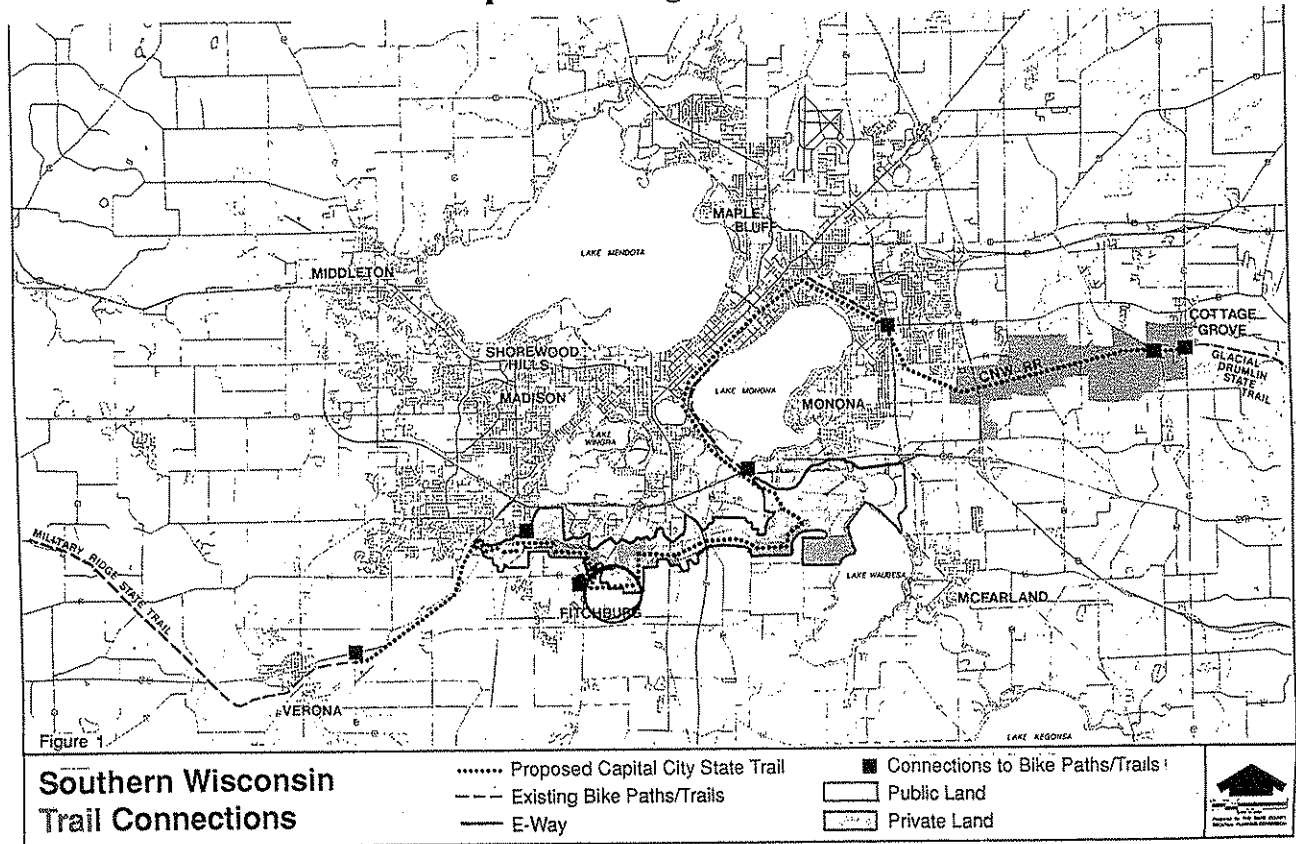 MAPLE
BLUFF
LAKE MENDOTA
MIDDLETON
COTTAGE
GROVE
SHOREWOOD
HILLS
GLACIAL
DRUMLIN
STATE
TRAIL
CNW RR
MADISON
LAKE MONONA
MONONA
LAKE
WINGRA
MILITARY RIDGE STATE TRAIL
LAKE WAUBESA
MCFARLAND
FITCHBURG
VERONA
LAKE KEGONSA
Figure 1
Southern Wisconsin
Trail Connections
Proposed Capital City State Trail
Existing Bike Paths/Trails
E-Way
Connections to Bike Paths/Trails
Public Land
Private Land